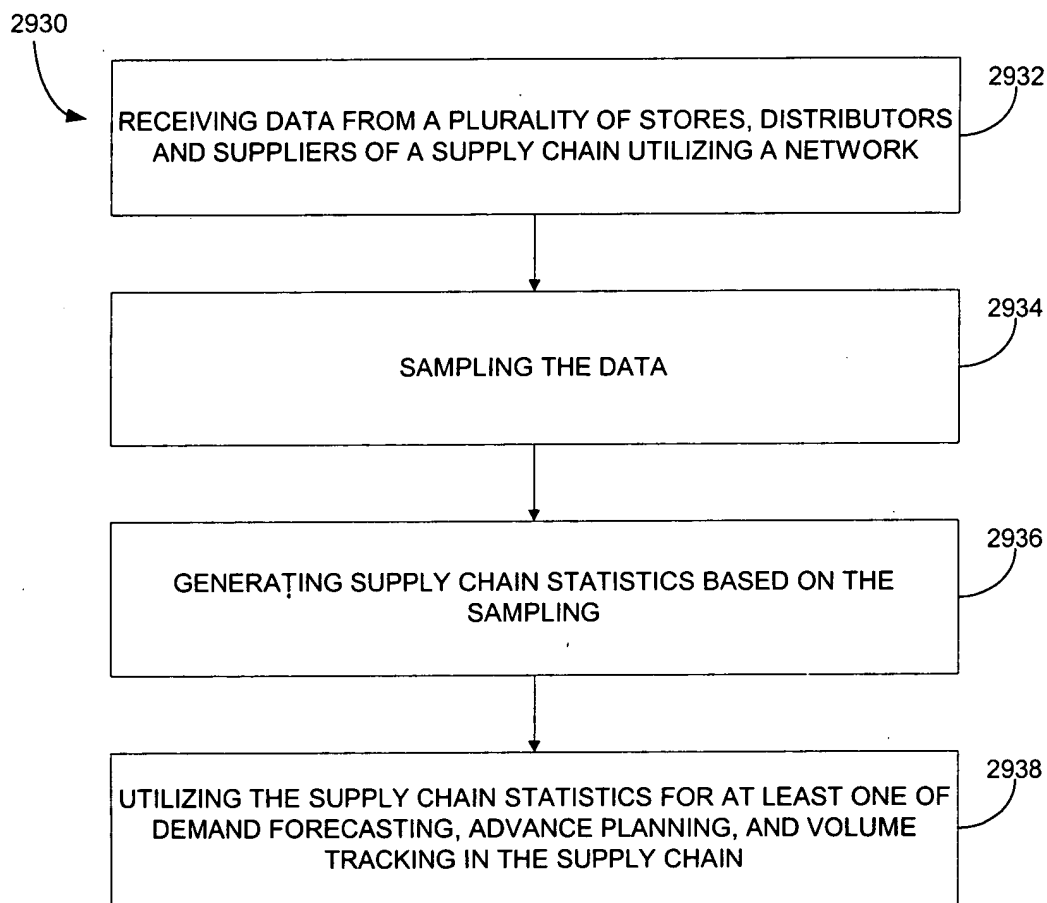 2930
2932
RECEIVING DATA FROM A PLURALITY OF STORES, DISTRIBUTORS
AND SUPPLIERS OF A SUPPLY CHAIN UTILIZING A NETWORK
2934
SAMPLING THE DATA
2936
GENERATING SUPPLY CHAIN STATISTICS BASED ON THE
SAMPLING
2938
UTILIZING THE SUPPLY CHAIN STATISTICS FOR AT LEAST ONE OF
DEMAND FORECASTING, ADVANCE PLANNING, AND VOLUME
TRACKING IN THE SUPPLY CHAIN